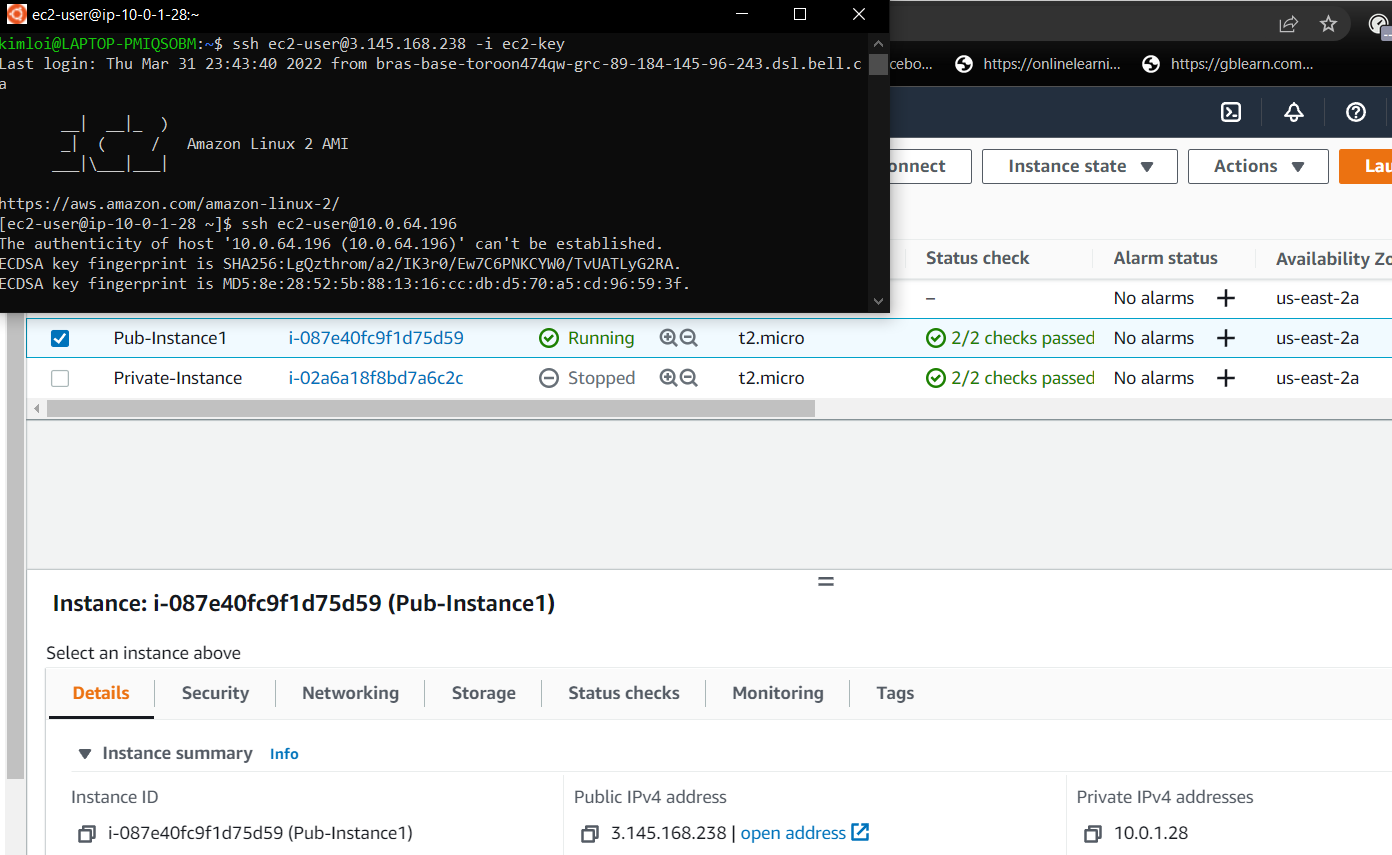 ec2-user@ip-10-0-1-28:~
kimloi@LAPTOP-PMIQSOBM:~$ ssh ec2-user@3.145.168.238 -i ec2-key
Last login: Thu Mar 31 23:43:40 2022 from bras-base-toroon474qw-grc-89-184-145-96-243.dsl.bell.c
a
__|  __|_  )
_|  (     /   Amazon Linux 2 AMI
___|\___|___|
https://aws.amazon.com/amazon-linux-2/
[ec2-user@ip-10-0-1-28 ~]$ ssh ec2-user@10.0.64.196
The authenticity of host '10.0.64.196 (10.0.64.196)' can't be established.
ECDSA key fingerprint is SHA256:LgQzthrom/a2/IK3r0/Ew7C6PNKCYW0/TvUATLyG2RA.
ECDSA key fingerprint is MD5:8e:28:52:5b:88:13:16:cc:db:d5:70:a5:cd:96:59:3f.
cebo... https://onlinelearni... https://gblearn.com...
onnect Instance state Actions Lau
Status check Alarm status Availability Zo
– No alarms + us-east-2a
Pub-Instance1 i-087e40fc9f1d75d59 Running t2.micro 2/2 checks passed No alarms + us-east-2a
Private-Instance i-02a6a18f8bd7a6c2c Stopped t2.micro 2/2 checks passed No alarms + us-east-2a
Instance: i-087e40fc9f1d75d59 (Pub-Instance1)
Select an instance above
Details Security Networking Storage Status checks Monitoring Tags
Instance summary Info
Instance ID Public IPv4 address Private IPv4 addresses
i-087e40fc9f1d75d59 (Pub-Instance1) 3.145.168.238 | open address 10.0.1.28